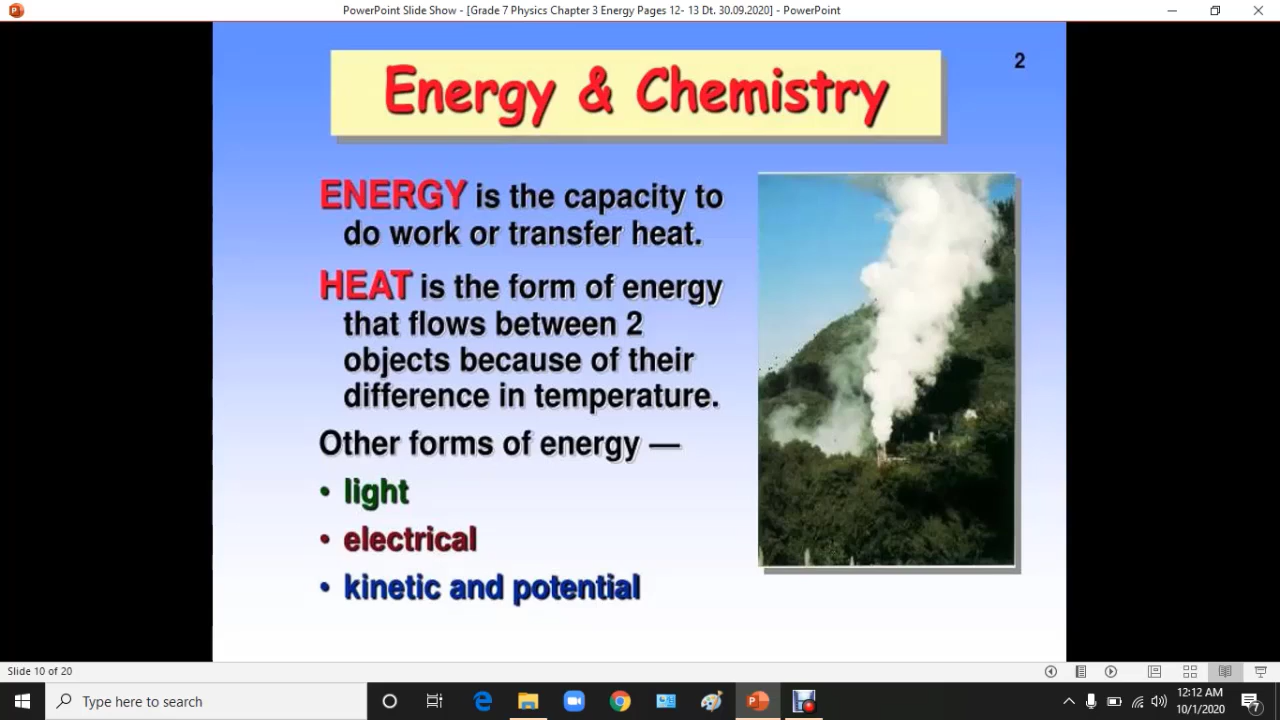 PowerPoint Slide Show - [Grade 7 Physics Chapter 3 Energy Pages 12- 13 Dt. 30.09.2020] - PowerPoint
2
Energy & Chemistry
ENERGY is the capacity to
do work or transfer heat.
HEAT is the form of energy
that flows between 2
objects because of their
difference in temperature.
Other forms of energy —
• light
• electrical
• kinetic and potential
Slide 10 of 20
Type here to search
12:12 AM
10/1/2020
7